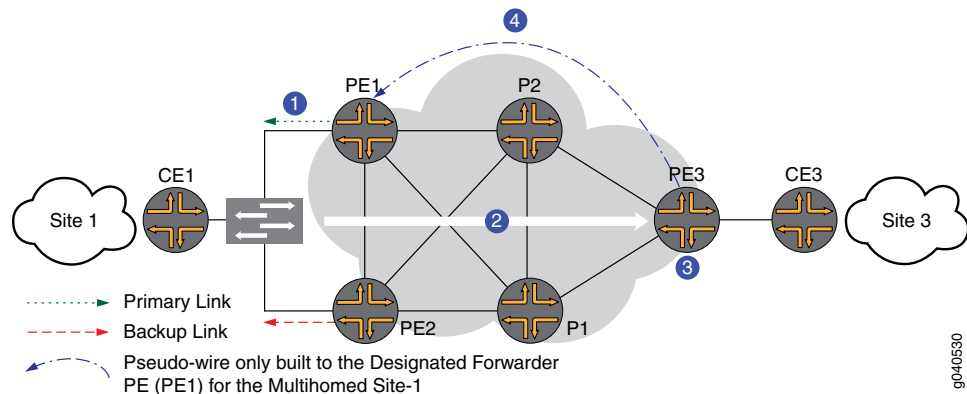 4
PE1
P2
1
CE1
PE3
CE3
Site 1
2
Site 3
3
Primary Link
PE2
P1
Backup Link
Pseudo-wire only built to the Designated Forwarder
PE (PE1) for the Multihomed Site-1
g040530